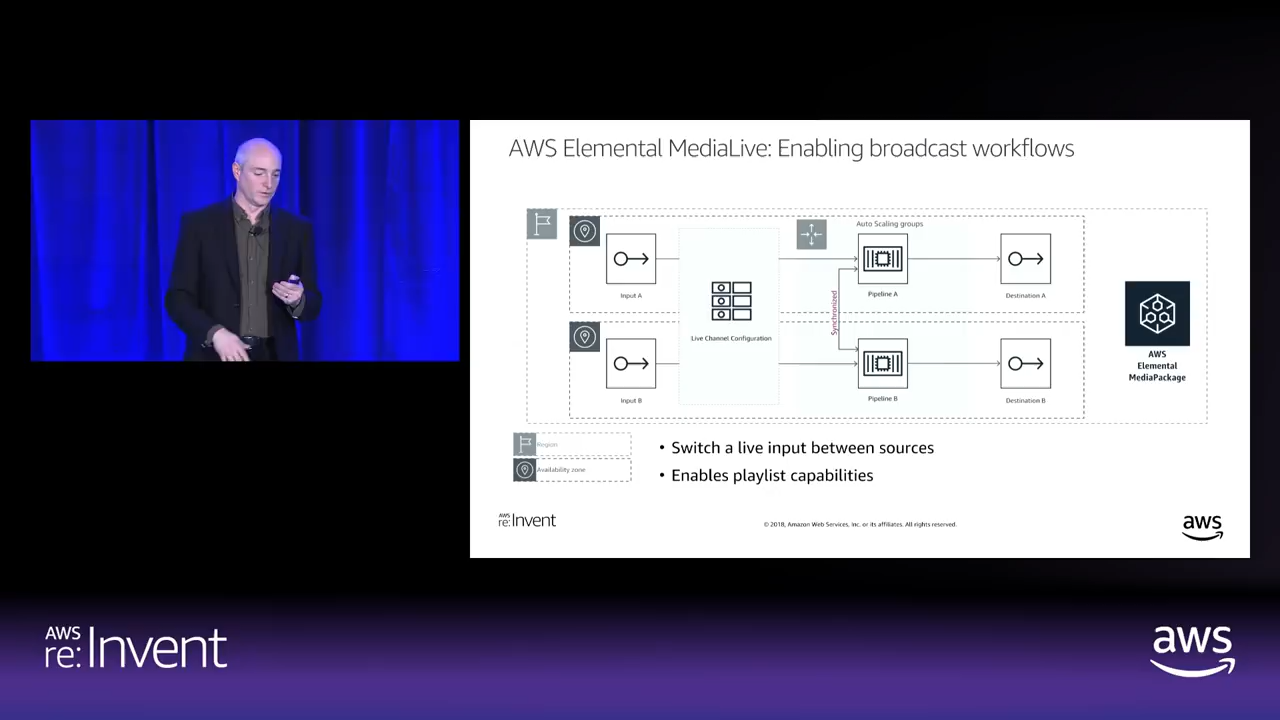 AWS Elemental MediaLive: Enabling broadcast workflows
Auto Scaling groups
Input A
Pipeline A
Destination A
Synchronized
Live Channel Configuration
Input B
Pipeline B
Destination B
AWS
Elemental
MediaPackage
Region
Availability zone
• Switch a live input between sources
• Enables playlist capabilities
AWS
re:Invent
© 2018, Amazon Web Services, Inc. or its affiliates. All rights reserved.
aws
AWS
re:Invent
aws